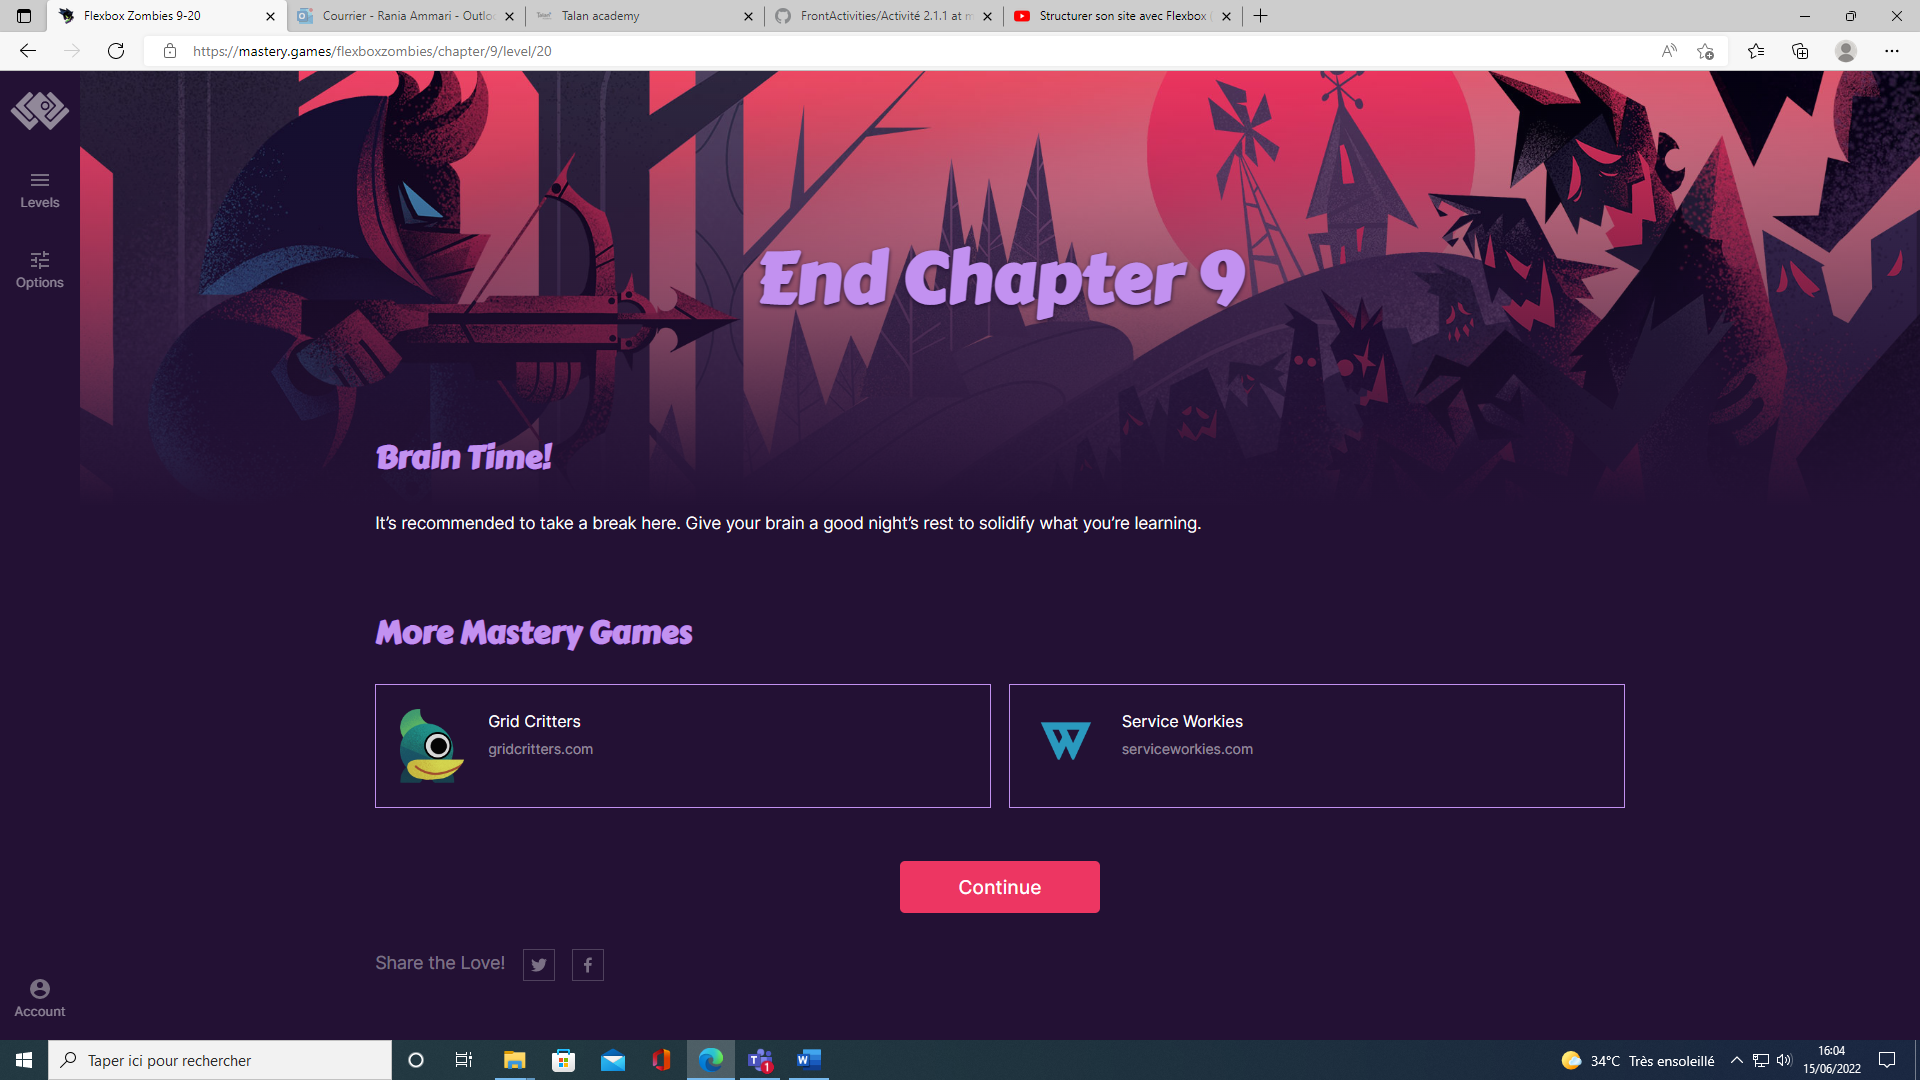 Flexbox Zombies 9-20
Courrier - Rania Ammari - Outlo
Talan academy
FrontActivities/Activité 2.1.1 at m
Structurer son site avec Flexbox (
https://mastery.games/flexboxzombies/chapter/9/level/20
Levels
Options
End Chapter 9
Brain Time!
It's recommended to take a break here. Give your brain a good night's rest to solidify what you're learning.
More Mastery Games
Grid Critters
gridcritters.com
Service Workies
serviceworkies.com
Continue
Share the Love!
Account
Taper ici pour rechercher
1
34°C Très ensoleillé
16:04
15/06/2022